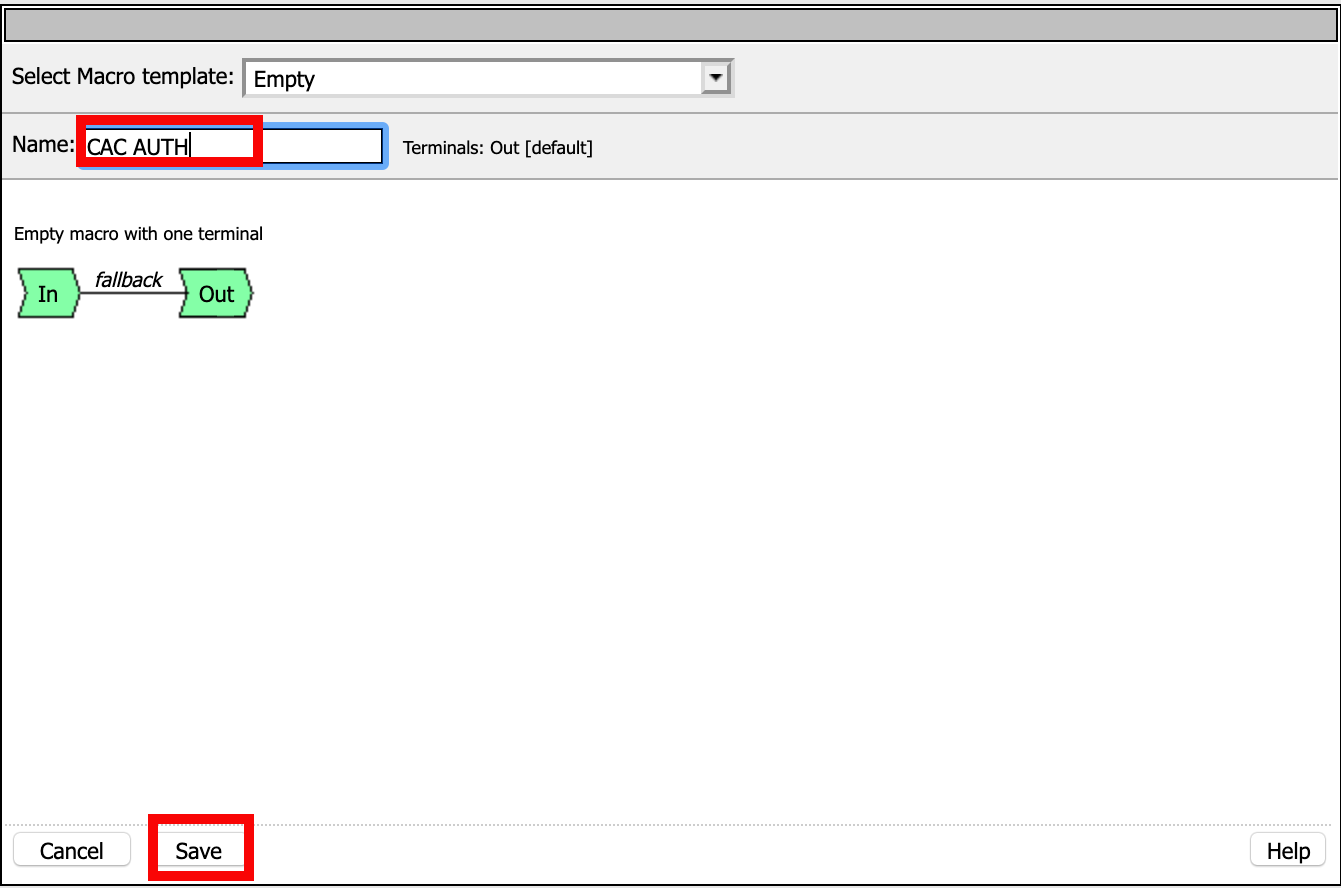 Select Macro template: Empty
Name: CAC AUTH Terminals: Out [default]
Empty macro with one terminal
In fallback Out
Cancel Save Help